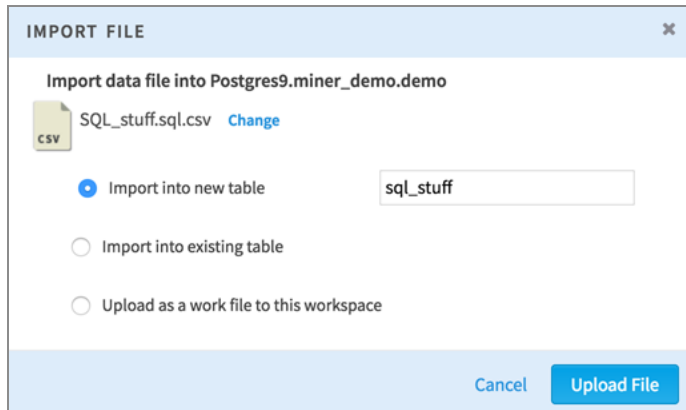 IMPORT FILE
Import data file into Postgres9.miner_demo.demo
CSV
SQL_stuff.sql.csv Change
Import into new table sql_stuff
Import into existing table
Upload as a work file to this workspace
Cancel Upload File